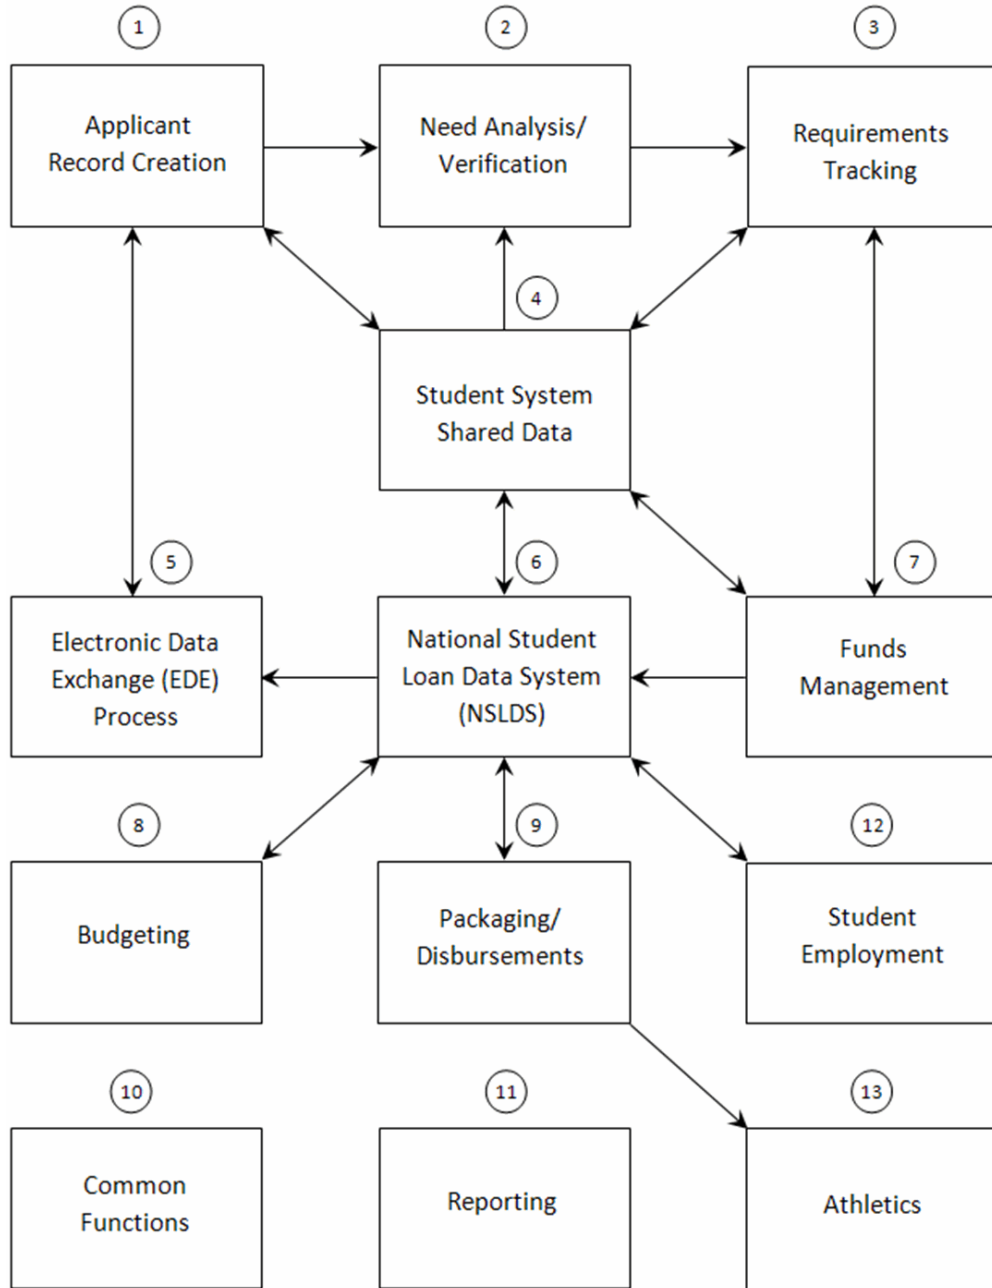 1
2
3
Applicant
Record Creation
Need Analysis/
Verification
Requirements
Tracking
4
Student System
Shared Data
5
6
7
Electronic Data
Exchange (EDE)
Process
National Student
Loan Data System
(NSLDS)
Funds
Management
8
9
12
Budgeting
Packaging/
Disbursements
Student
Employment
10
11
13
Common
Functions
Reporting
Athletics